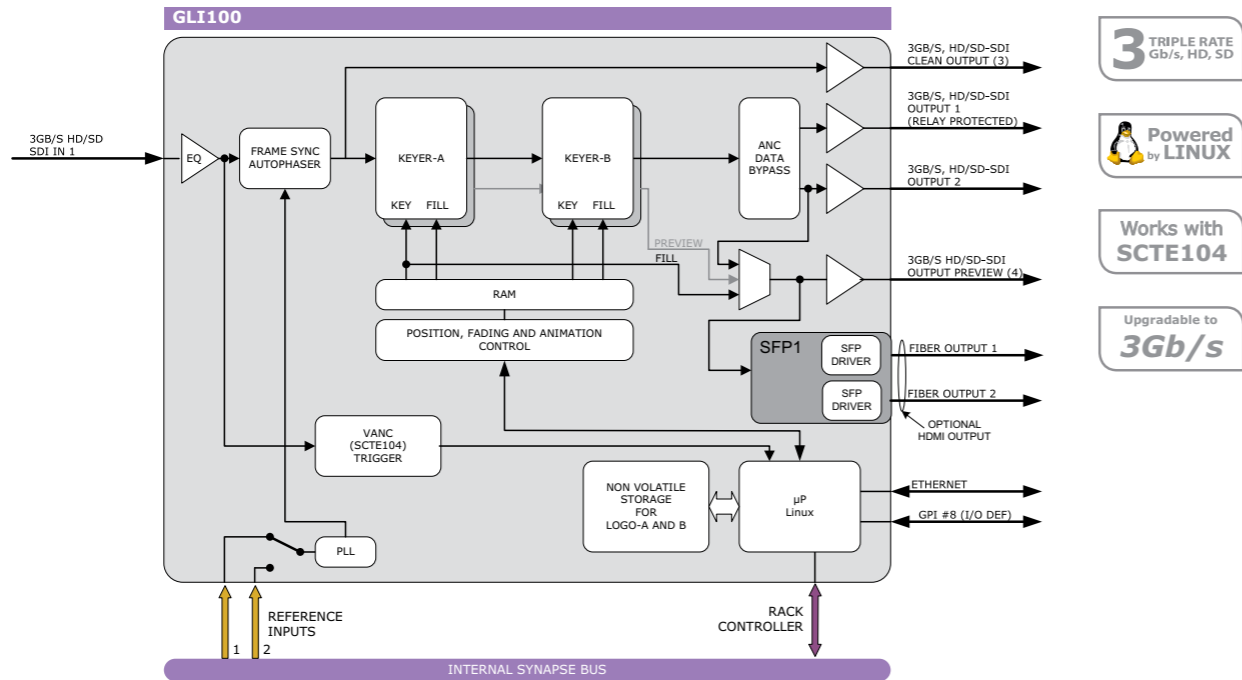 GLI100
3GB/S, HD/SD-SDI
CLEAN OUTPUT (3)
3GB/S, HD/SD-SDI
OUTPUT 1
(RELAY PROTECTED)
3GB/S, HD/SD-SDI
OUTPUT 2
3GB/S HD/SD-SDI
OUTPUT PREVIEW (4)
3GB/S HD/SD
SDI IN 1
EQ
FRAME SYNC
AUTOPHASER
KEYER-A
KEY FILL
KEYER-B
KEY FILL
ANC
DATA
BYPASS
PREVIEW
FILL
RAM
POSITION, FADING AND ANIMATION
CONTROL
SFP1
SFP
DRIVER
SFP
DRIVER
FIBER OUTPUT 1
FIBER OUTPUT 2
OPTIONAL
HDMI OUTPUT
VANC
(SCTE104)
TRIGGER
NON VOLATILE
STORAGE
FOR
LOGO-A AND B
µP
Linux
ETHERNET
GPI #8 (I/O DEF)
PLL
REFERENCE
INPUTS
1 2
RACK
CONTROLLER
INTERNAL SYNAPSE BUS
3 TRIPLE RATE
Gb/s, HD, SD
Powered
by LINUX
Works with
SCTE104
Upgradable to
3Gb/s